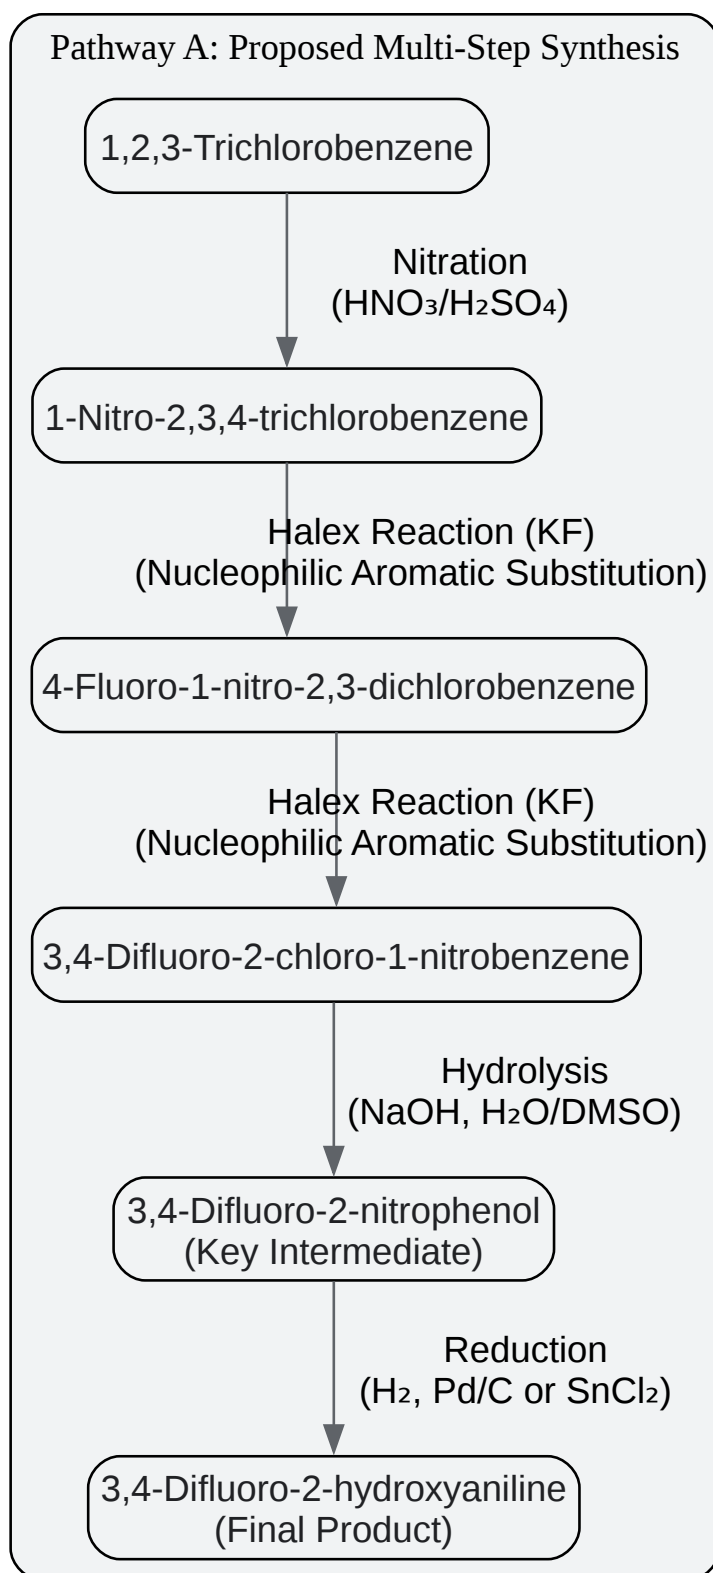 Pathway A: Proposed Multi-Step Synthesis
1,2,3-Trichlorobenzene
Nitration
(HNO₃/H₂SO₄)
1-Nitro-2,3,4-trichlorobenzene
Halex Reaction (KF)
(Nucleophilic Aromatic Substitution)
4-Fluoro-1-nitro-2,3-dichlorobenzene
Halex Reaction (KF)
(Nucleophilic Aromatic Substitution)
3,4-Difluoro-2-chloro-1-nitrobenzene
Hydrolysis
(NaOH, H₂O/DMSO)
3,4-Difluoro-2-nitrophenol
(Key Intermediate)
Reduction
(H₂, Pd/C or SnCl₂)
3,4-Difluoro-2-hydroxyaniline
(Final Product)